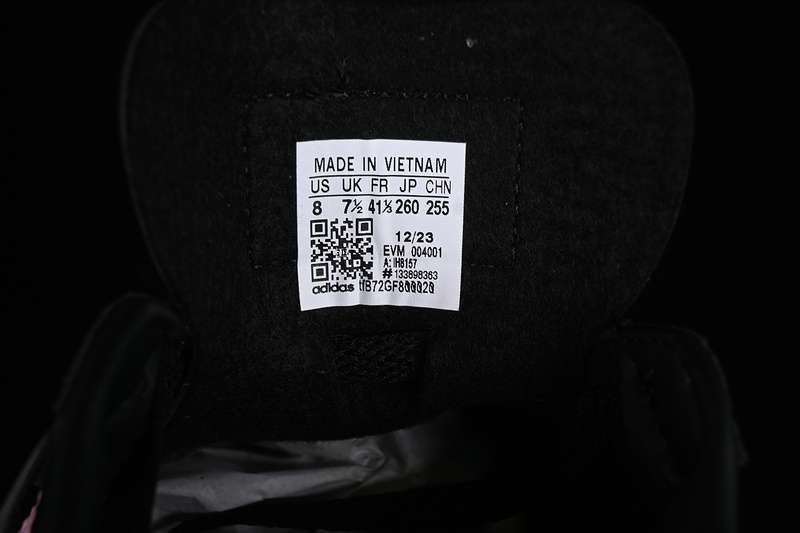 MADE IN VIETNAM
US UK FR JP CHN
8 7½ 41⅓ 260 255
12/23
EVM 004001
A: IH8157
#133898363
adidas tfB72GF800020